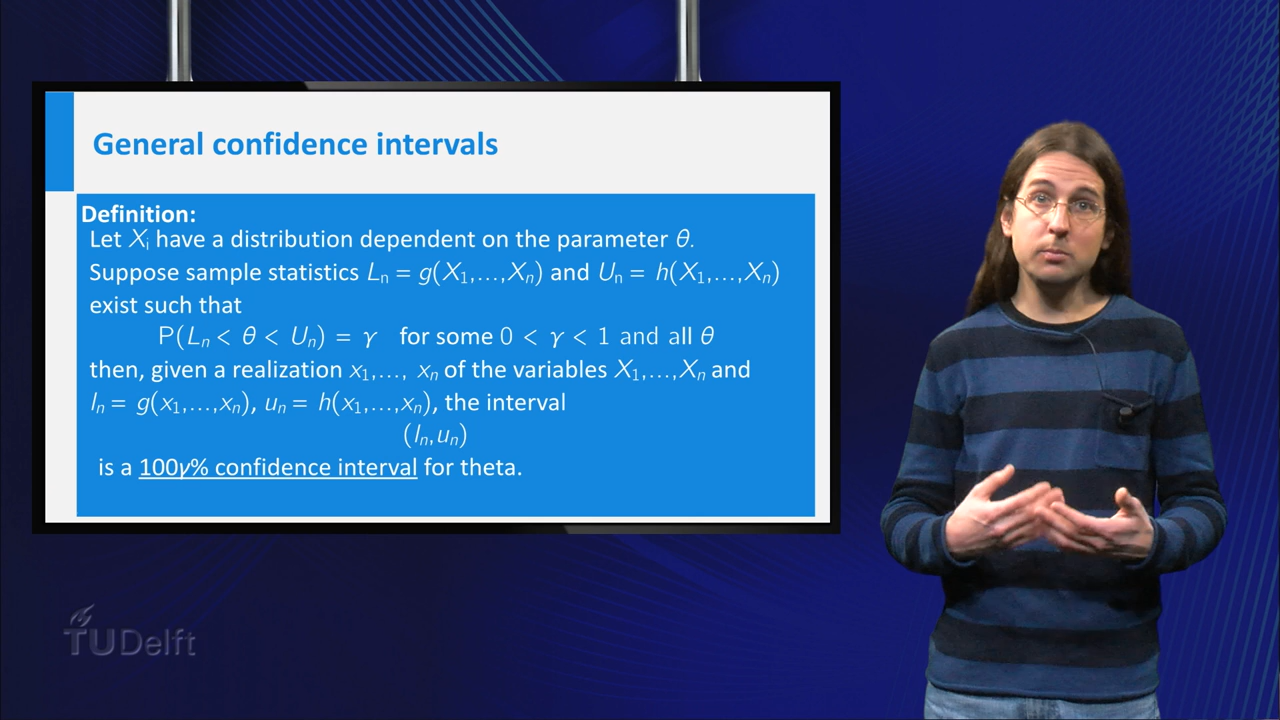 General confidence intervals
Definition:
Let Xi have a distribution dependent on the parameter θ.
Suppose sample statistics Ln = g(X1,...,Xn) and Un = h(X1,...,Xn)
exist such that
P(Ln < θ < Un) = γ for some 0 < γ < 1 and all θ
then, given a realization x1,..., xn of the variables X1,...,Xn and
ln = g(x1,...,xn), un = h(x1,...,xn), the interval
(ln,un)
is a 100γ% confidence interval for theta.
TUDelft